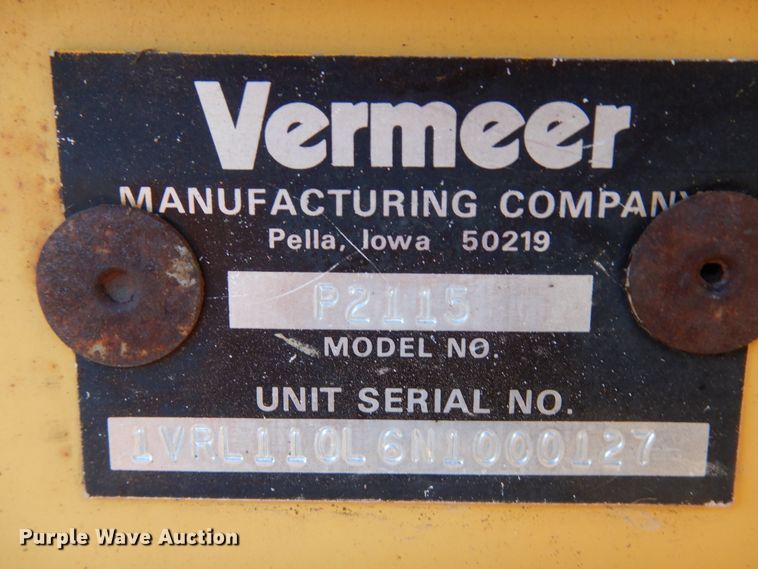 Vermeer
MANUFACTURING COMPANY
Pella, Iowa 50219
P2115
MODEL NO.
UNIT SERIAL NO.
1VRL110L6N1000127
Purple Wave Auction